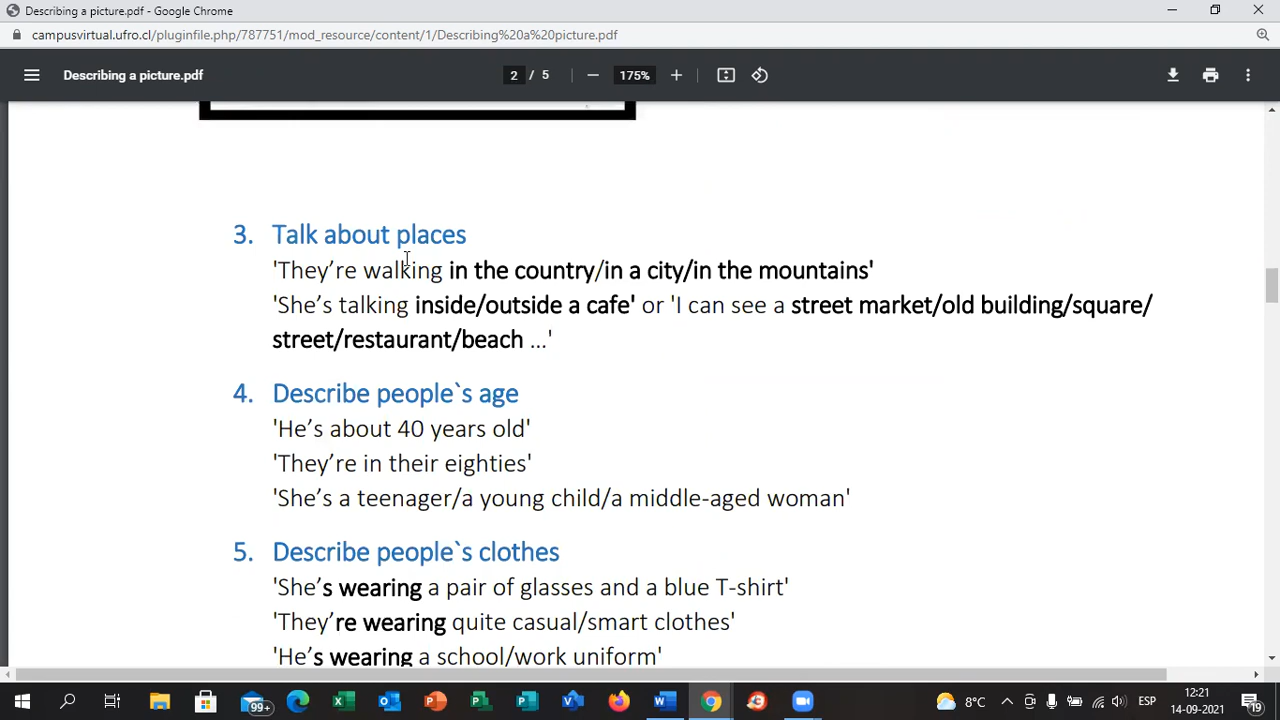 Describing a picture.pdf - Google Chrome
campusvirtual.ufro.cl/pluginfile.php/787751/mod_resource/content/1/Describing%20a%20picture.pdf
Describing a picture.pdf
2 / 5
175%
3. Talk about places
'They’re walking in the country/in a city/in the mountains'
'She’s talking inside/outside a cafe' or 'I can see a street market/old building/square/
street/restaurant/beach ...'
4. Describe people`s age
'He’s about 40 years old'
'They’re in their eighties'
'She’s a teenager/a young child/a middle-aged woman'
5. Describe people`s clothes
'She’s wearing a pair of glasses and a blue T-shirt'
'They’re wearing quite casual/smart clothes'
'He’s wearing a school/work uniform'
99+
8°C
ESP
12:21
14-09-2021
19